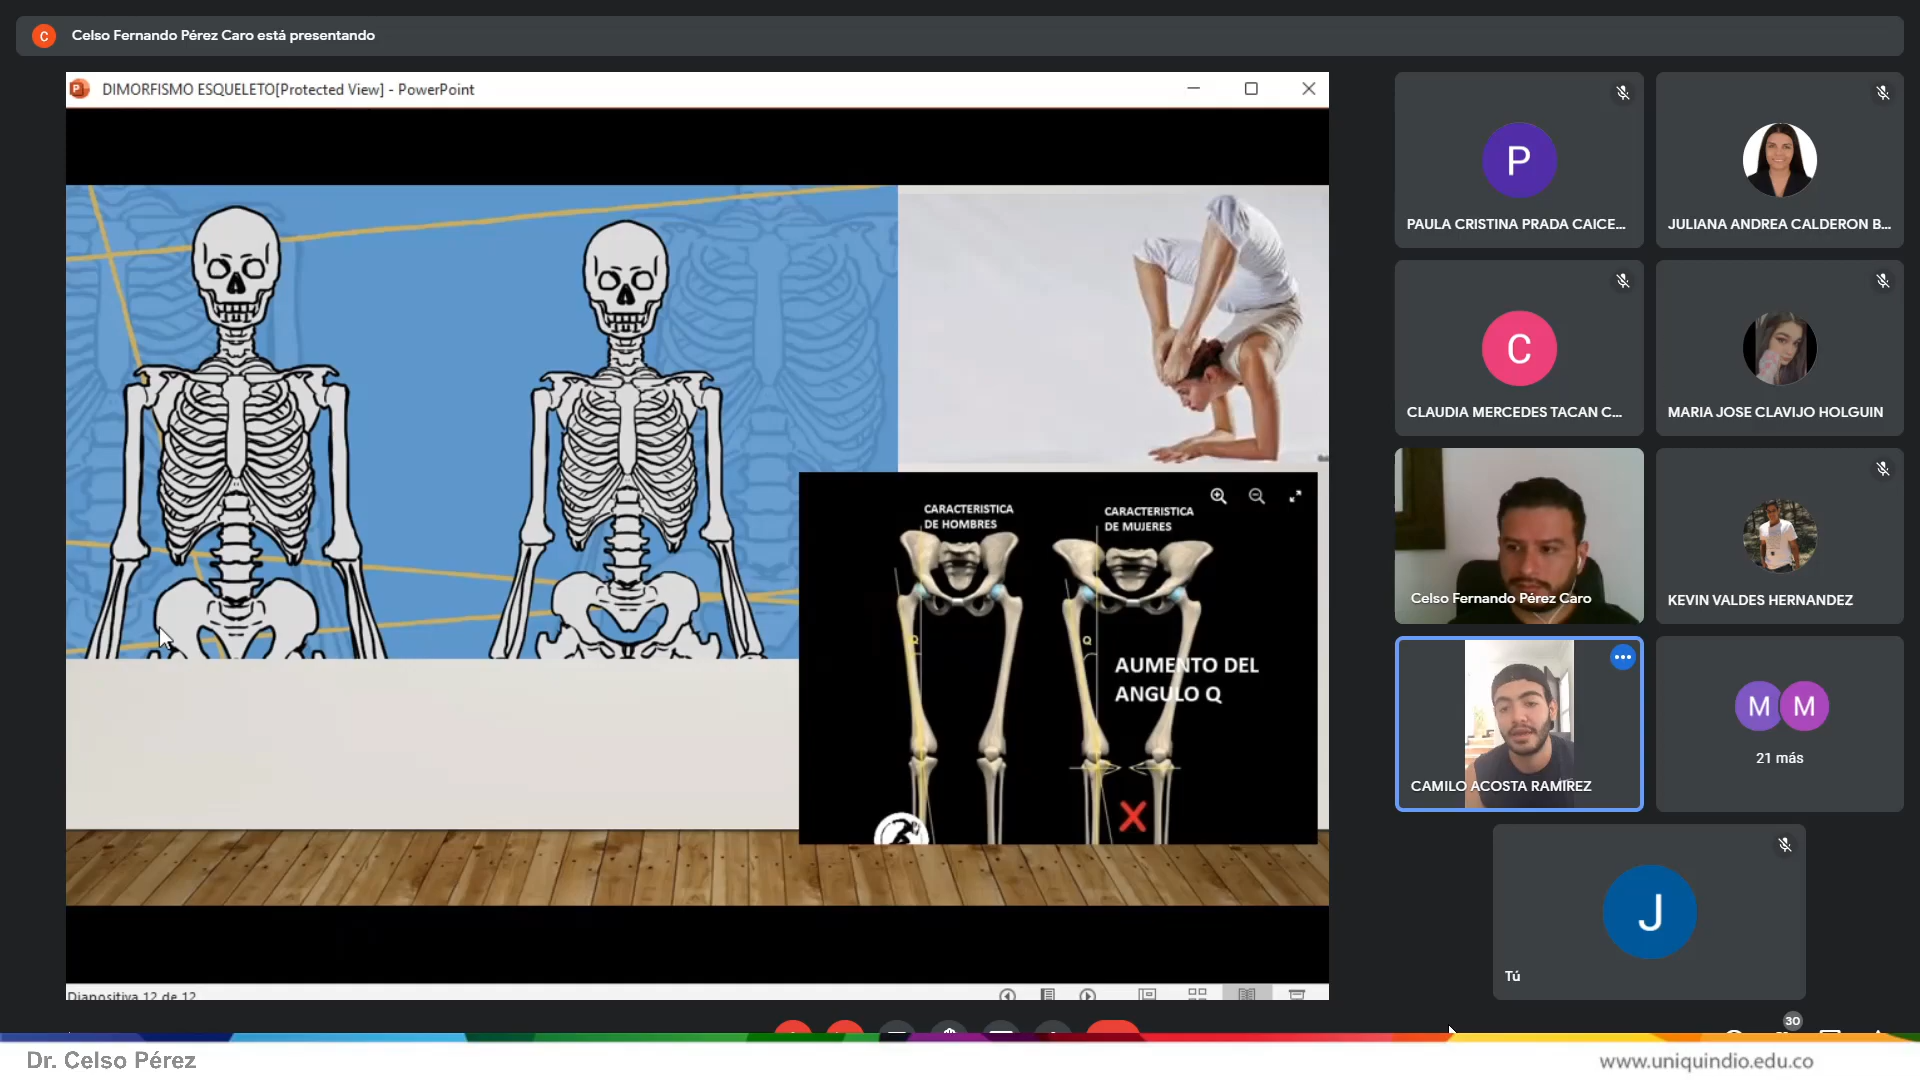 C
Celso Fernando Pérez Caro está presentando
P
DIMORFISMO ESQUELETO[Protected View] - PowerPoint
CARACTERISTICA
DE HOMBRES
CARACTERISTICA
DE MUJERES
Q
Q
AUMENTO DEL
ANGULO Q
Diapositiva 12 de 12
P
PAULA CRISTINA PRADA CAICE...
JULIANA ANDREA CALDERON B...
C
CLAUDIA MERCEDES TACAN C...
MARIA JOSE CLAVIJO HOLGUIN
Celso Fernando Pérez Caro
KEVIN VALDES HERNANDEZ
CAMILO ACOSTA RAMIREZ
M M
21 más
J
Tú
30
Dr. Celso Pérez
www.uniquindio.edu.co